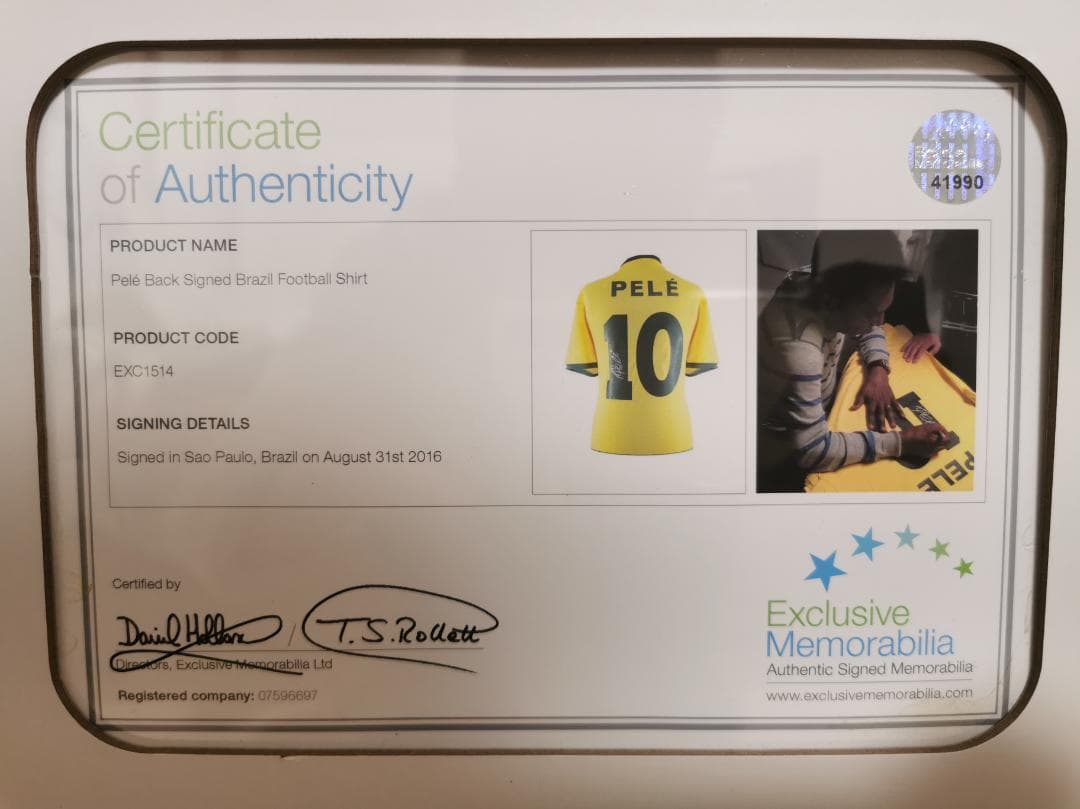 Certificate
of Authenticity
41990
PRODUCT NAME
Pelé Back Signed Brazil Football Shirt
PRODUCT CODE
EXC1514
SIGNING DETAILS
Signed in Sao Paulo, Brazil on August 31st 2016
PELÉ
10
PELÉ
Certified by
T.S.Rollett
Directors, Exclusive Memorabilia Ltd
Registered company: 07596697
Exclusive
Memorabilia
Authentic Signed Memorabilia
www.exclusivememorabilia.com